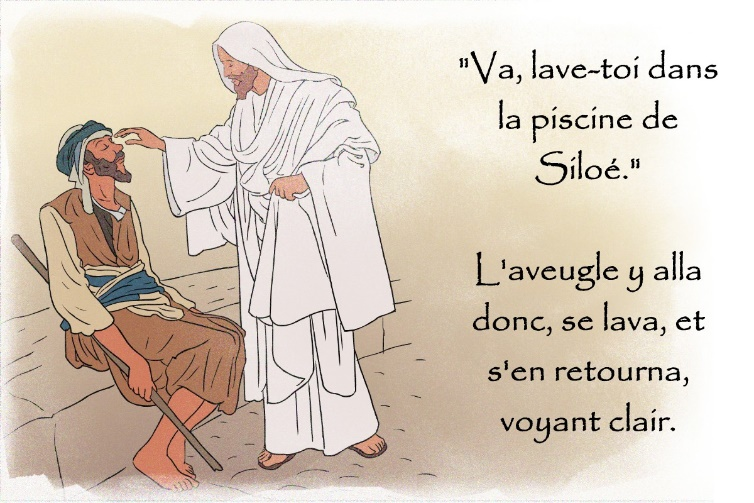 "Va, lave-toi dans
la piscine de
Siloé."
L'aveugle y alla
donc, se lava, et
s'en retourna,
voyant clair.